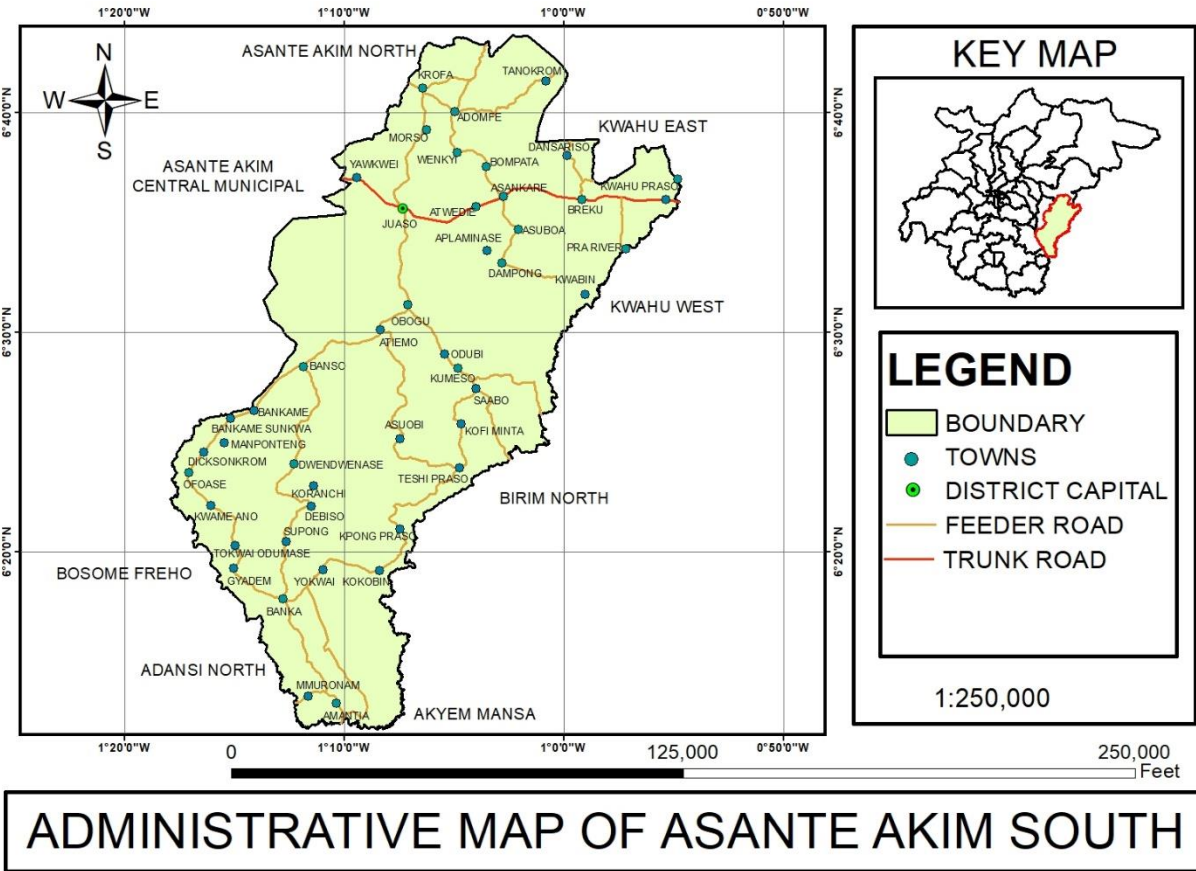 1°20'0"W
1°10'0"W
1°0'0"W
0°50'0"W
6°40'0"N
6°30'0"N
6°20'0"N
N
W
E
S
ASANTE AKIM NORTH
KROFA
TANOKROM
ADOMPE
KWAHU EAST
MORSO
DANSARISO
WENKYI
BOMPATA
ASANTE AKIM
CENTRAL MUNICIPAL
YAWKWEI
ASANKARE
KWAHU PRASO
ATWEDIE
BREKU
JUASO
ASUBOA
APLAMINASE
PRA RIVER
DAMPONG
KWABIN
KWAHU WEST
OBOGU
ATIEMO
ODUBI
BANSO
KUMESO
SAABO
BANKAME
BANKAME SUNKWA
ASUOBI
KOFI MINTA
MANPONTENG
DICKSONKROM
DWENDWENASE
TESHI PRASO
OFOASE
KORANCHI
BIRIM NORTH
KWAME ANO
DEBISO
SUPONG
KPONG PRASO
TOKWAI ODUMASE
BOSOME FREHO
GYADEM
YOKWAI
KOKOBIN
BANKA
ADANSI NORTH
MMURONAM
AMANTIA
AKYEM MANSA
6°40'0"N
6°30'0"N
6°20'0"N
1°20'0"W
1°10'0"W
1°0'0"W
0°50'0"W
0
125,000
250,000
Feet
KEY MAP
LEGEND
BOUNDARY
TOWNS
DISTRICT CAPITAL
FEEDER ROAD
TRUNK ROAD
1:250,000
ADMINISTRATIVE MAP OF ASANTE AKIM SOUTH